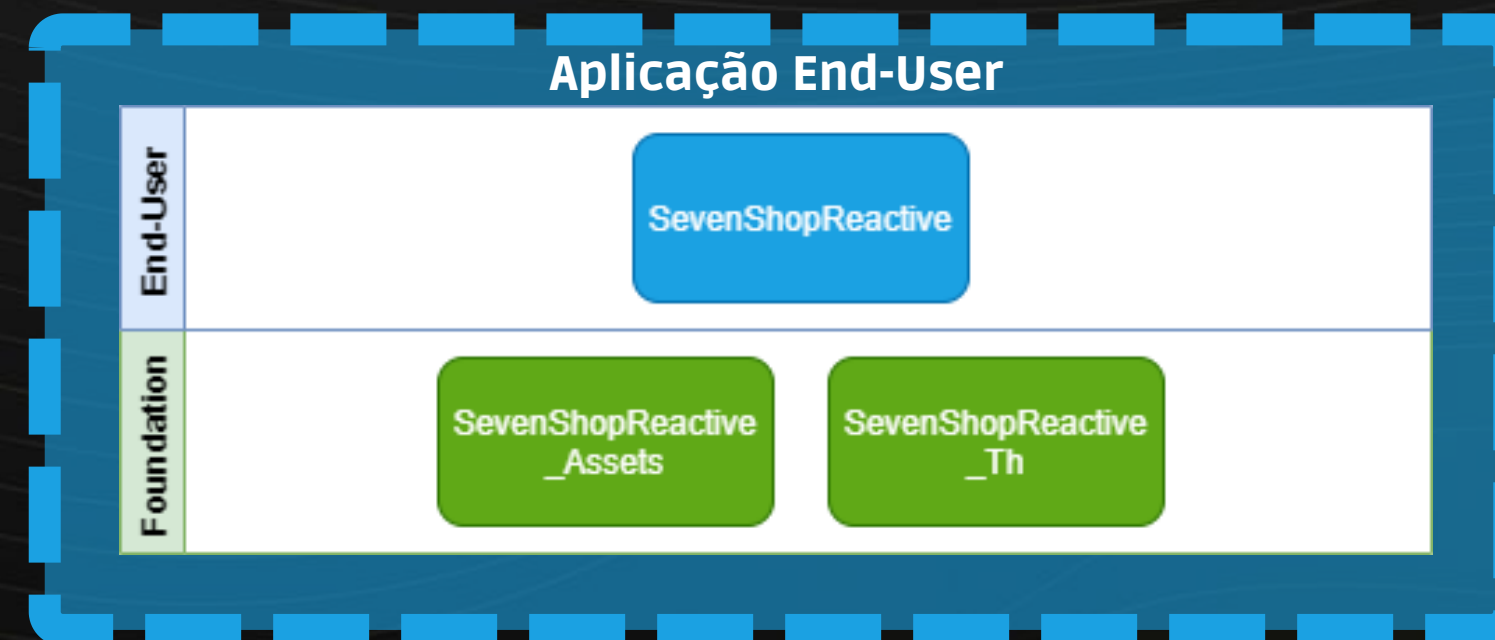 Aplicação End-User
End-User
SevenShopReactive
Foundation
SevenShopReactive
_Assets
SevenShopReactive
_Th